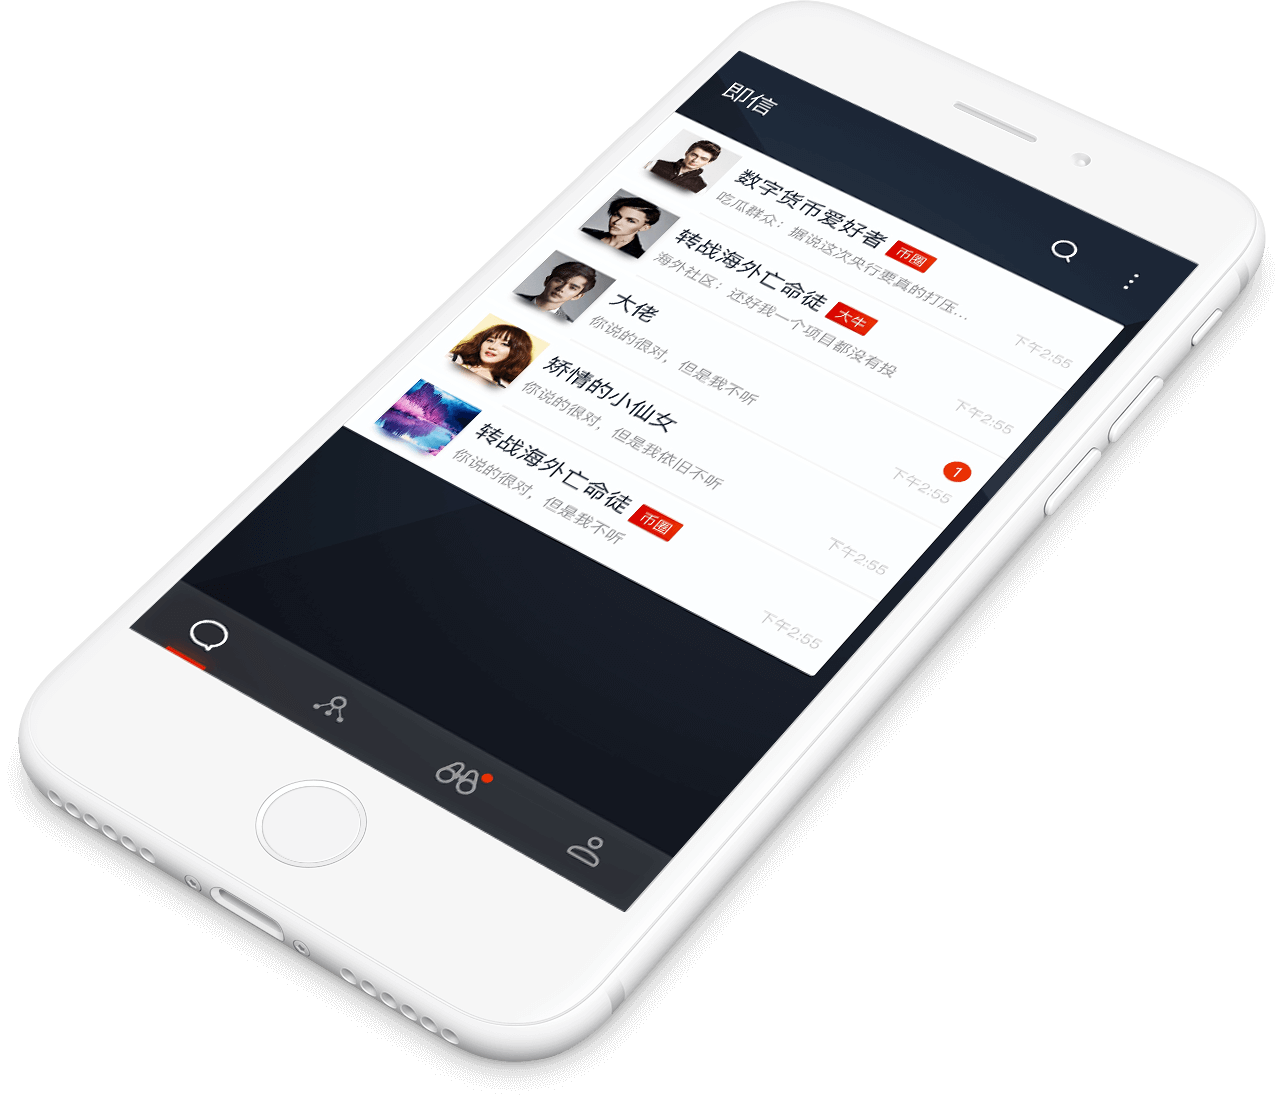 即信
数字货币爱好者 币圈
吃瓜群众：据说这次央行要真的打压...
下午2:55
转战海外亡命徒 大牛
海外社区：还好我一个项目都没有投
下午2:55
大佬
你说的很对，但是我不听
1
下午2:55
矫情的小仙女
你说的很对，但是我依旧不听
下午2:55
转战海外亡命徒 币圈
你说的很对，但是我不听
下午2:55